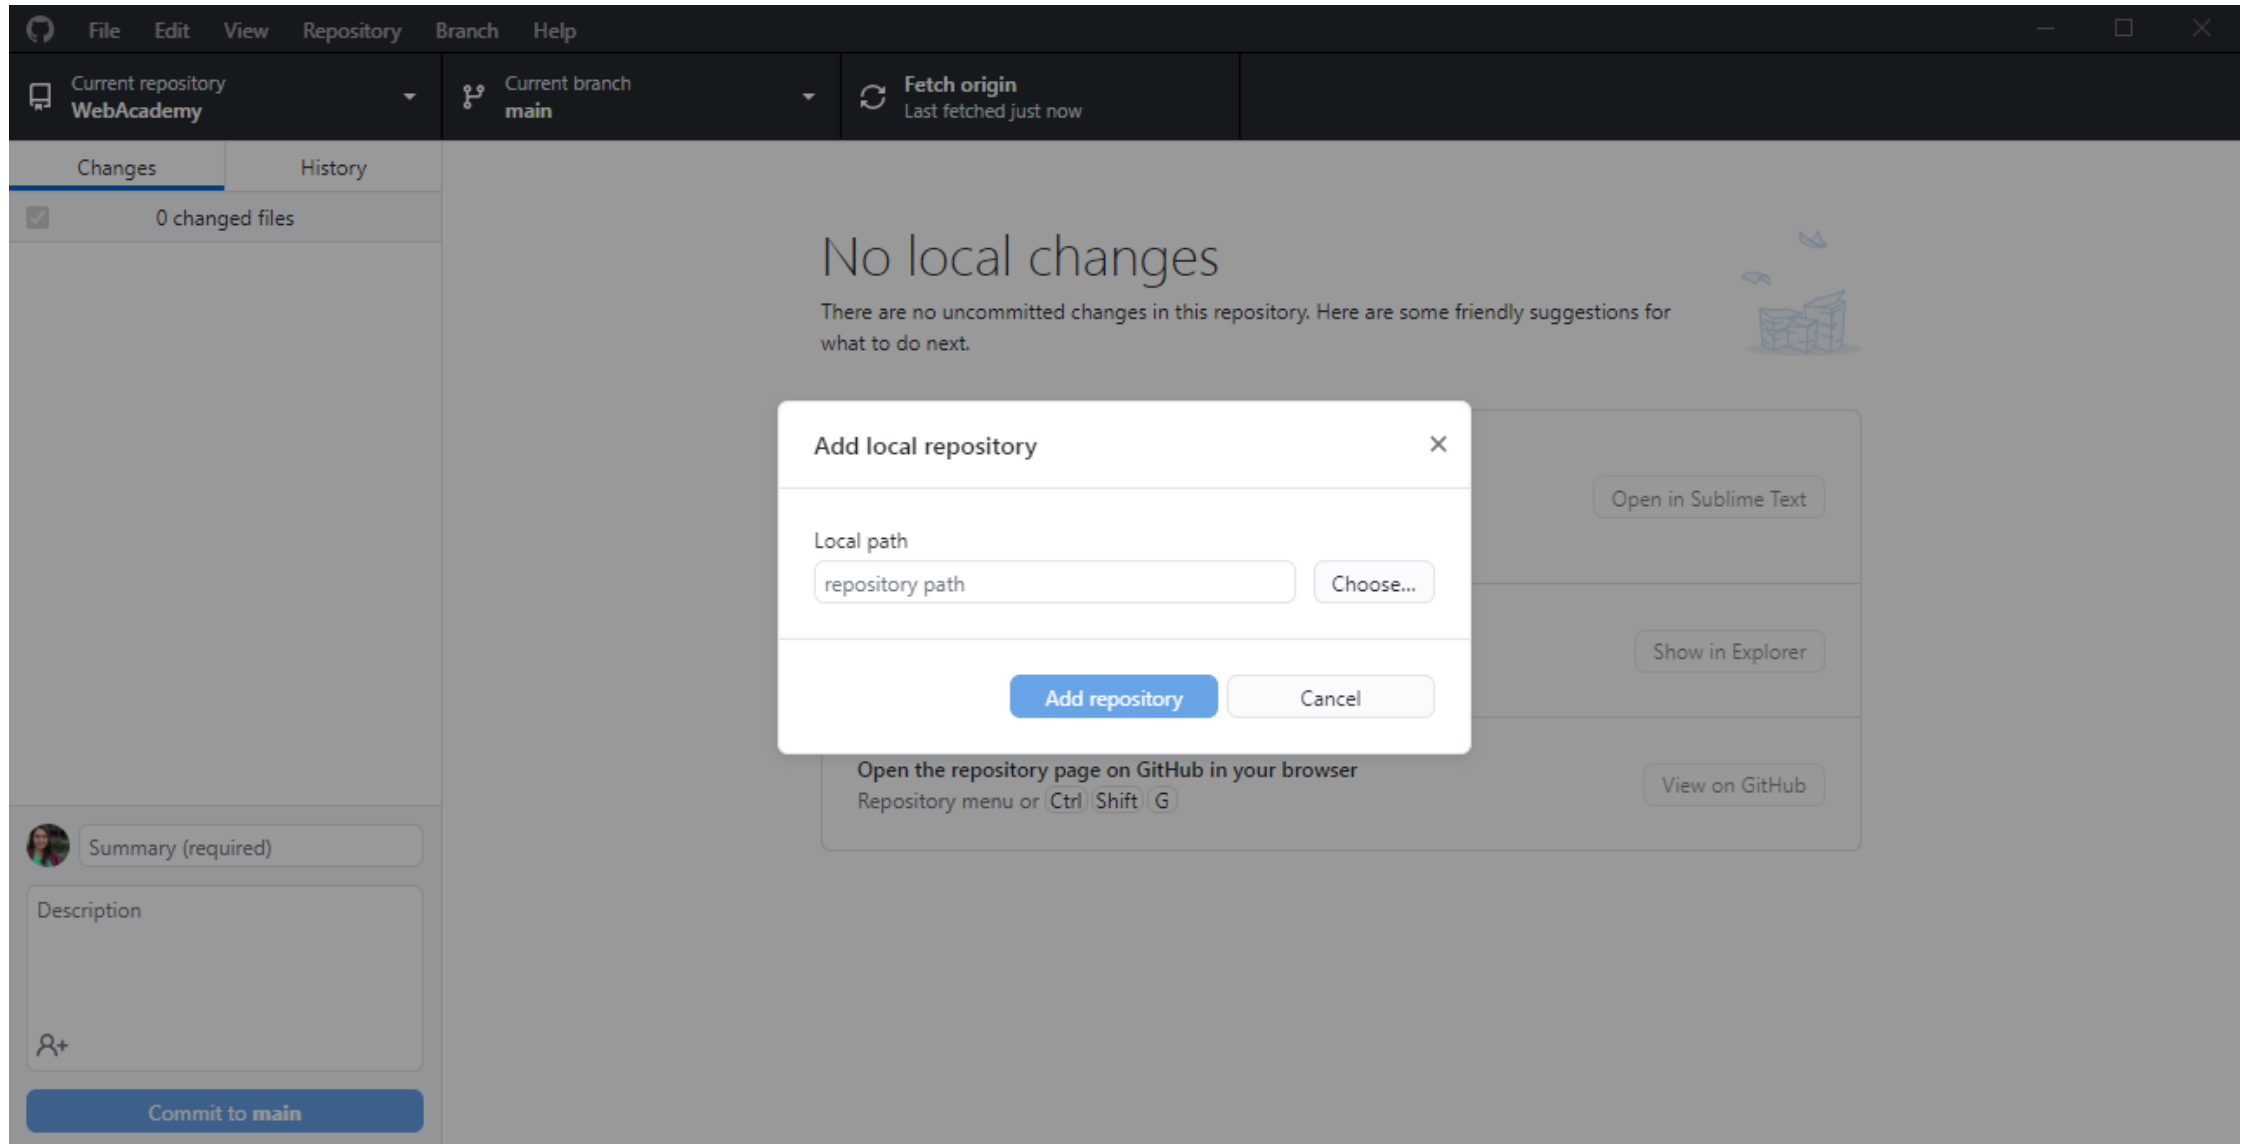 File Edit View Repository Branch Help
Current repository
WebAcademy
Current branch
main
Fetch origin
Last fetched just now
Changes
History
0 changed files
No local changes
There are no uncommitted changes in this repository. Here are some friendly suggestions for
what to do next.
Add local repository
Local path
repository path
Choose...
Add repository
Cancel
Open in Sublime Text
Show in Explorer
Open the repository page on GitHub in your browser
Repository menu or Ctrl Shift G
View on GitHub
Summary (required)
Description
Commit to main